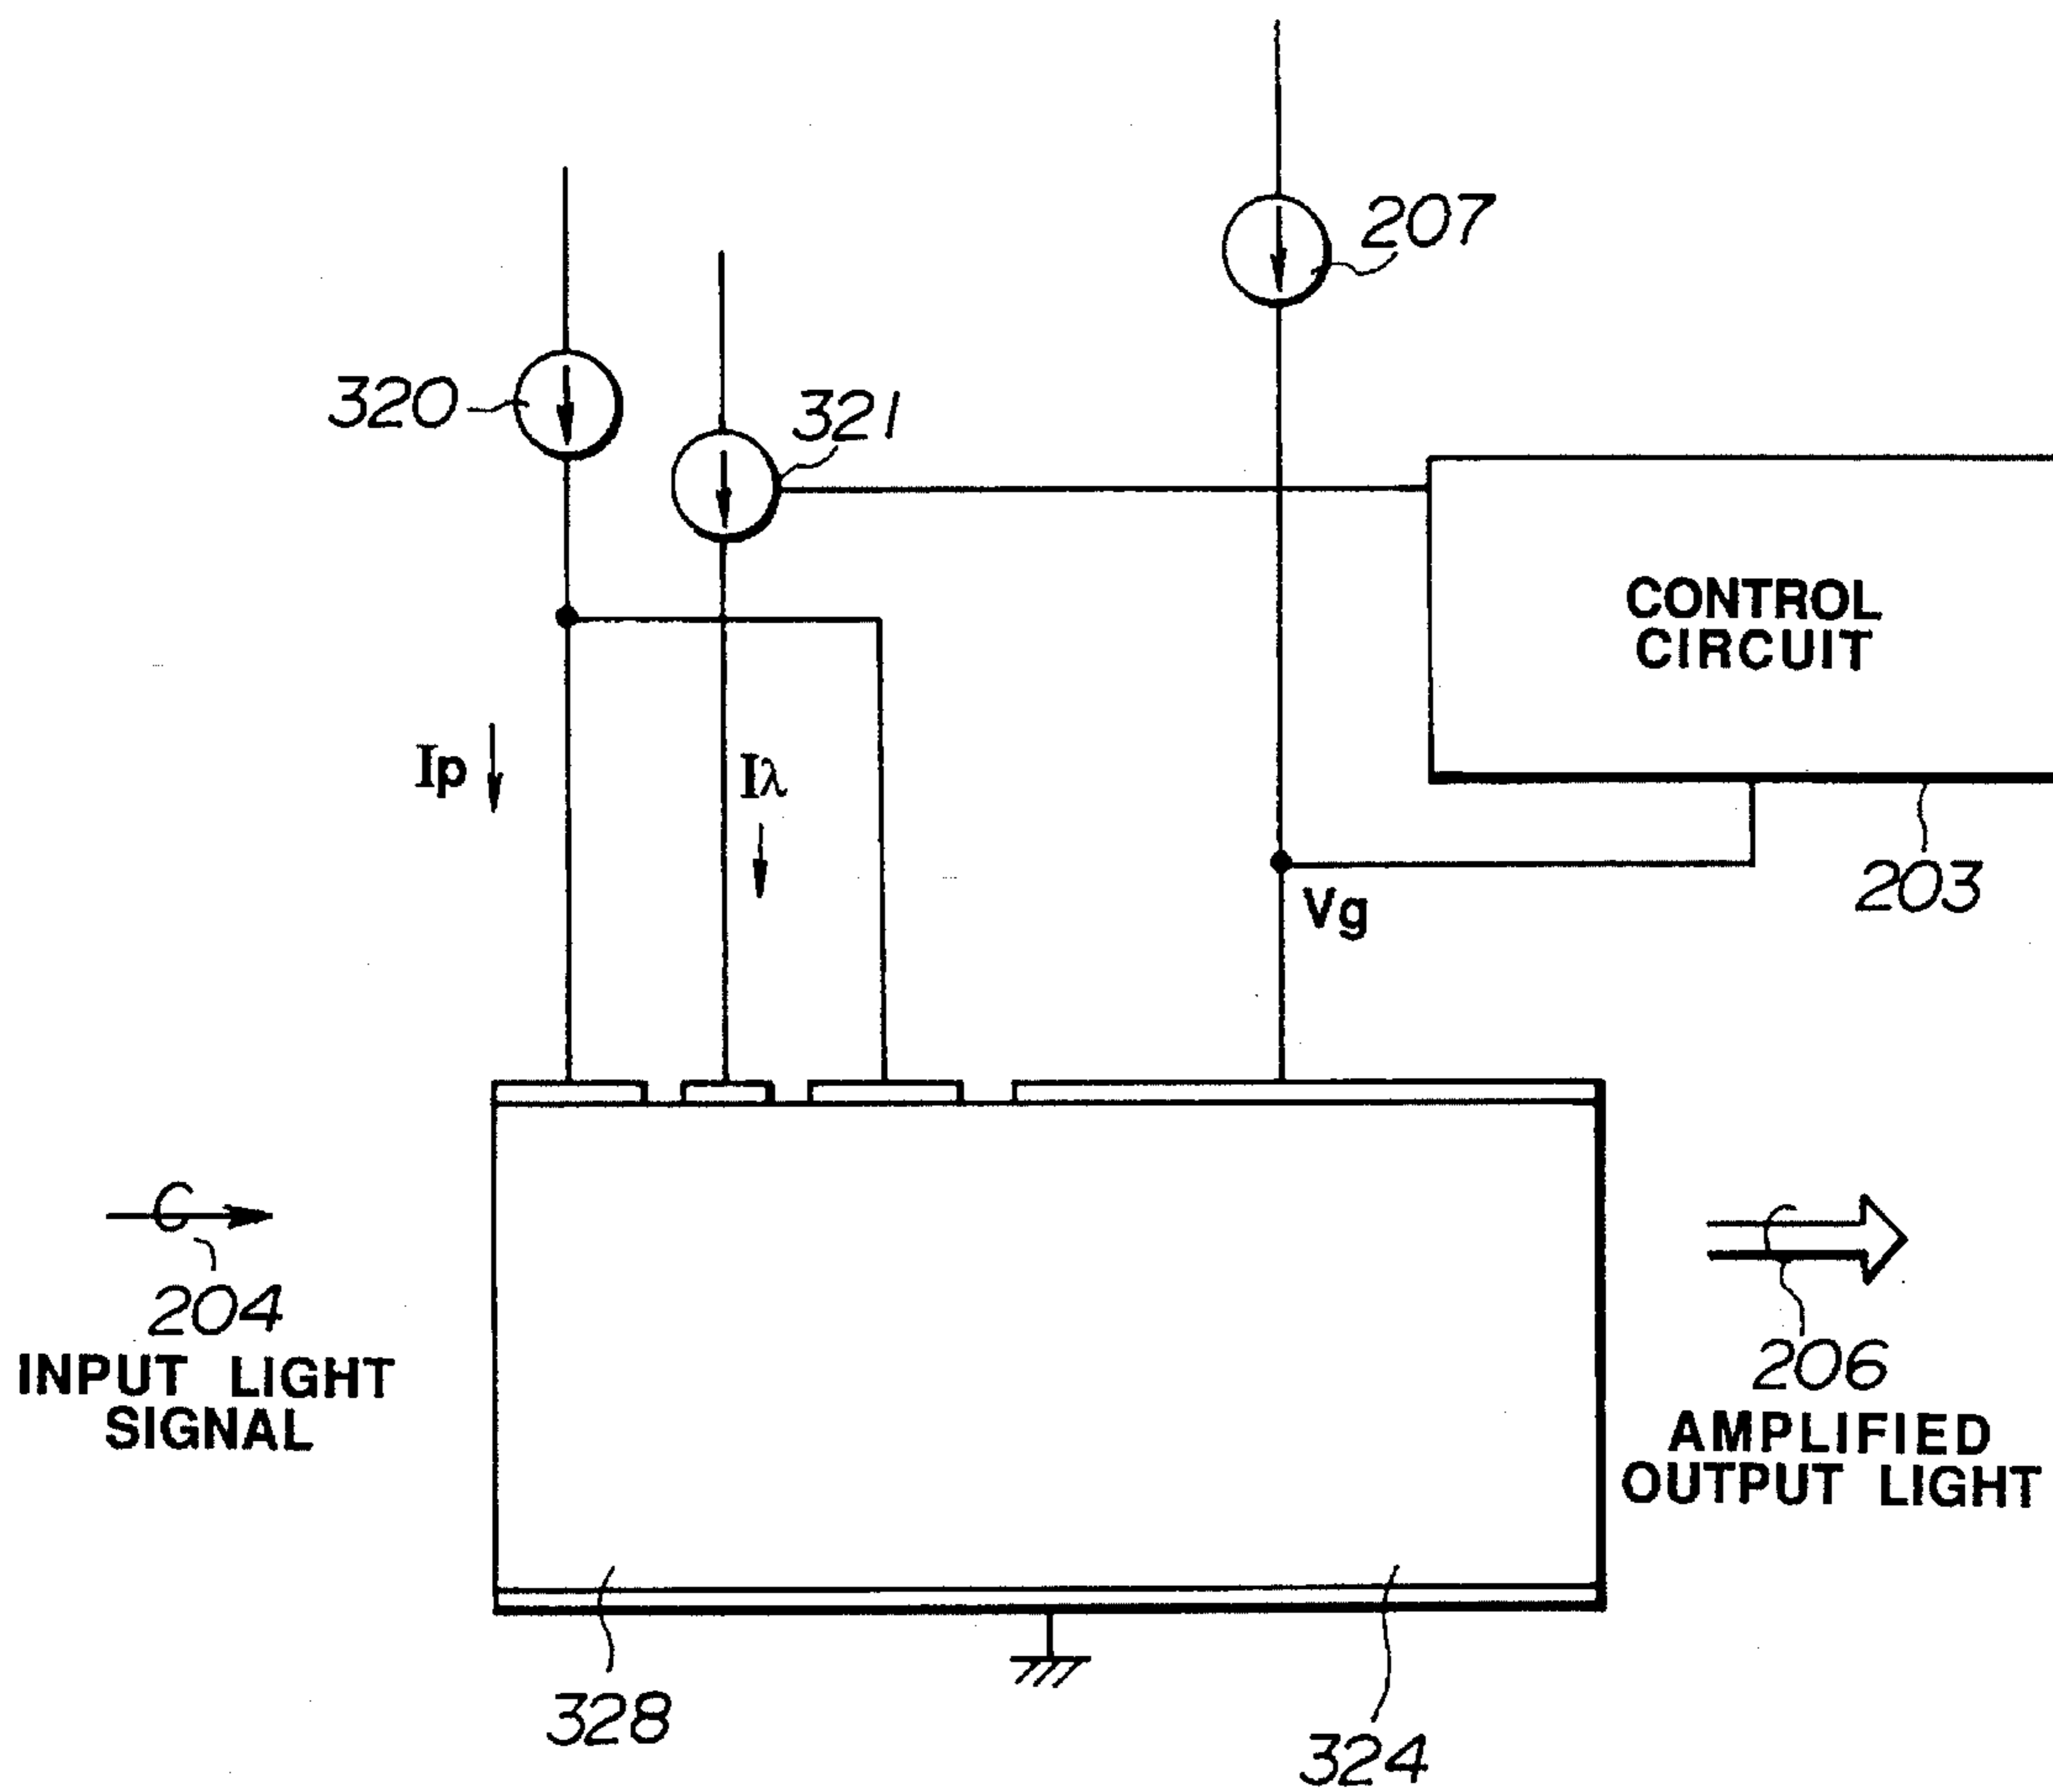 207
320
321
CONTROL
CIRCUIT
Ip
Iλ
203
Vg
204
INPUT LIGHT
SIGNAL
206
AMPLIFIED
OUTPUT LIGHT
328
324